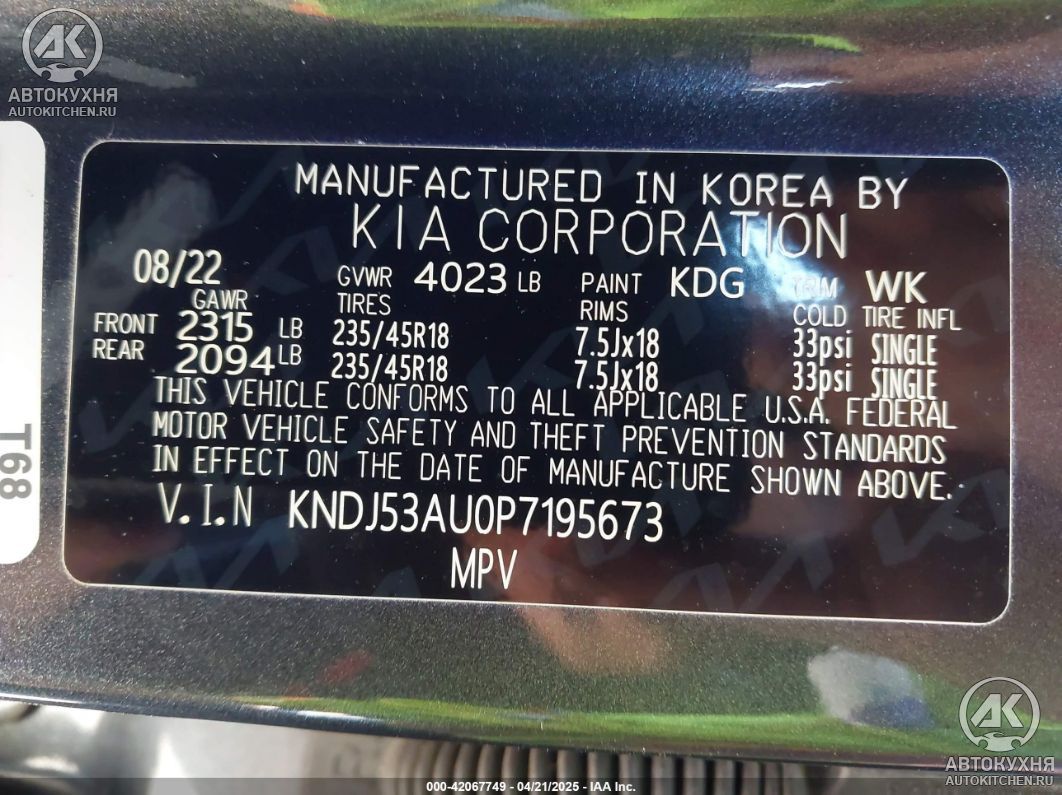 AK
АВТОКУХНЯ
AUTOKITCHEN.RU
MANUFACTURED IN KOREA BY
KIA CORPORATION
08/22 GVWR 4023 LB PAINT KDG TRIM WK
GAWR TIRES RIMS COLD TIRE INFL
FRONT 2315 LB 235/45R18 7.5Jx18 33psi SINGLE
REAR 2094 LB 235/45R18 7.5Jx18 33psi SINGLE
THIS VEHICLE CONFORMS TO ALL APPLICABLE U.S.A. FEDERAL
MOTOR VEHICLE SAFETY AND THEFT PREVENTION STANDARDS
IN EFFECT ON THE DATE OF MANUFACTURE SHOWN ABOVE.
V.I.N KNDJ53AU0P7195673
MPV
T68
AK
АВТОКУХНЯ
AUTOKITCHEN.RU
000-42067749 - 04/21/2025 - IAA Inc.